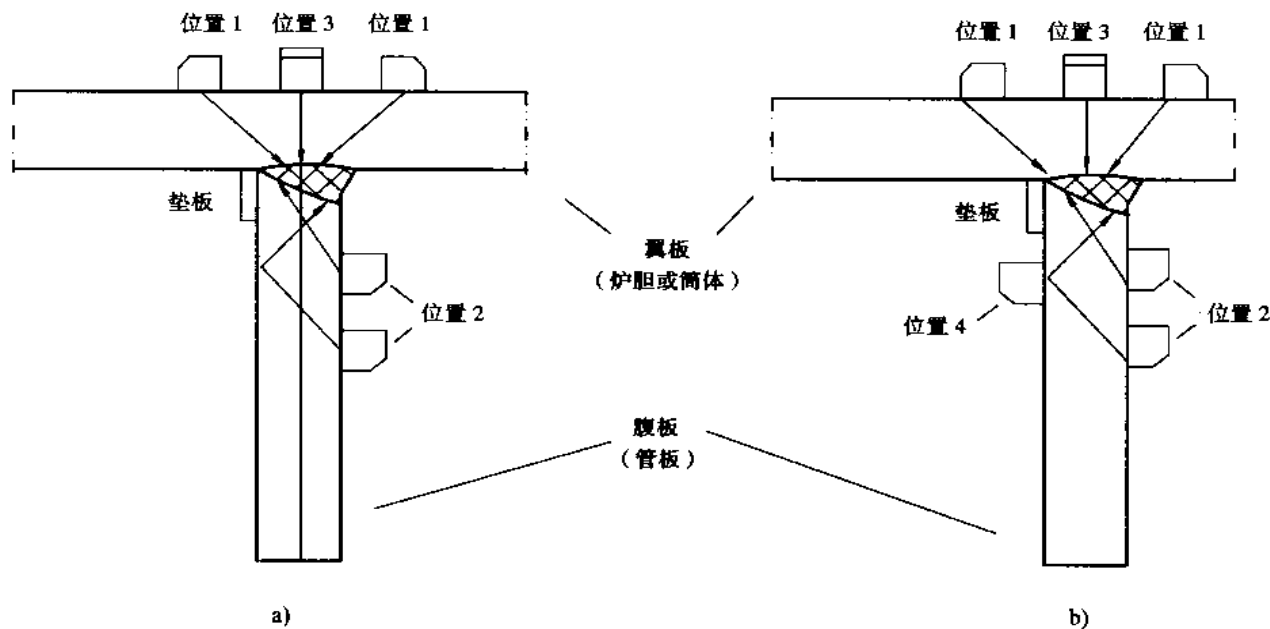 位置 1 位置 3 位置 1
位置 1 位置 3 位置 1
垫板
垫板
翼板
（炉胆或筒体）
位置 2
位置 4
位置 2
腹板
（管板）
a)
b)